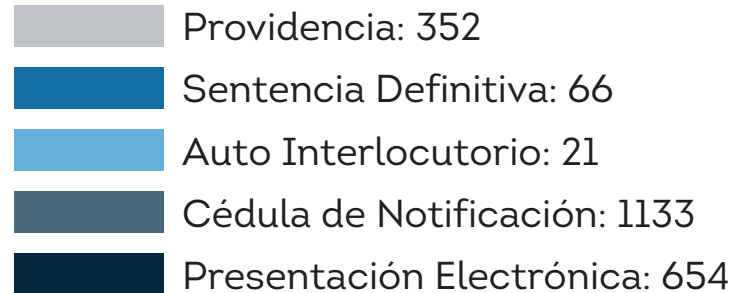 Providencia: 352
Sentencia Definitiva: 66
Auto Interlocutorio: 21
Cédula de Notificación: 1133
Presentación Electrónica: 654